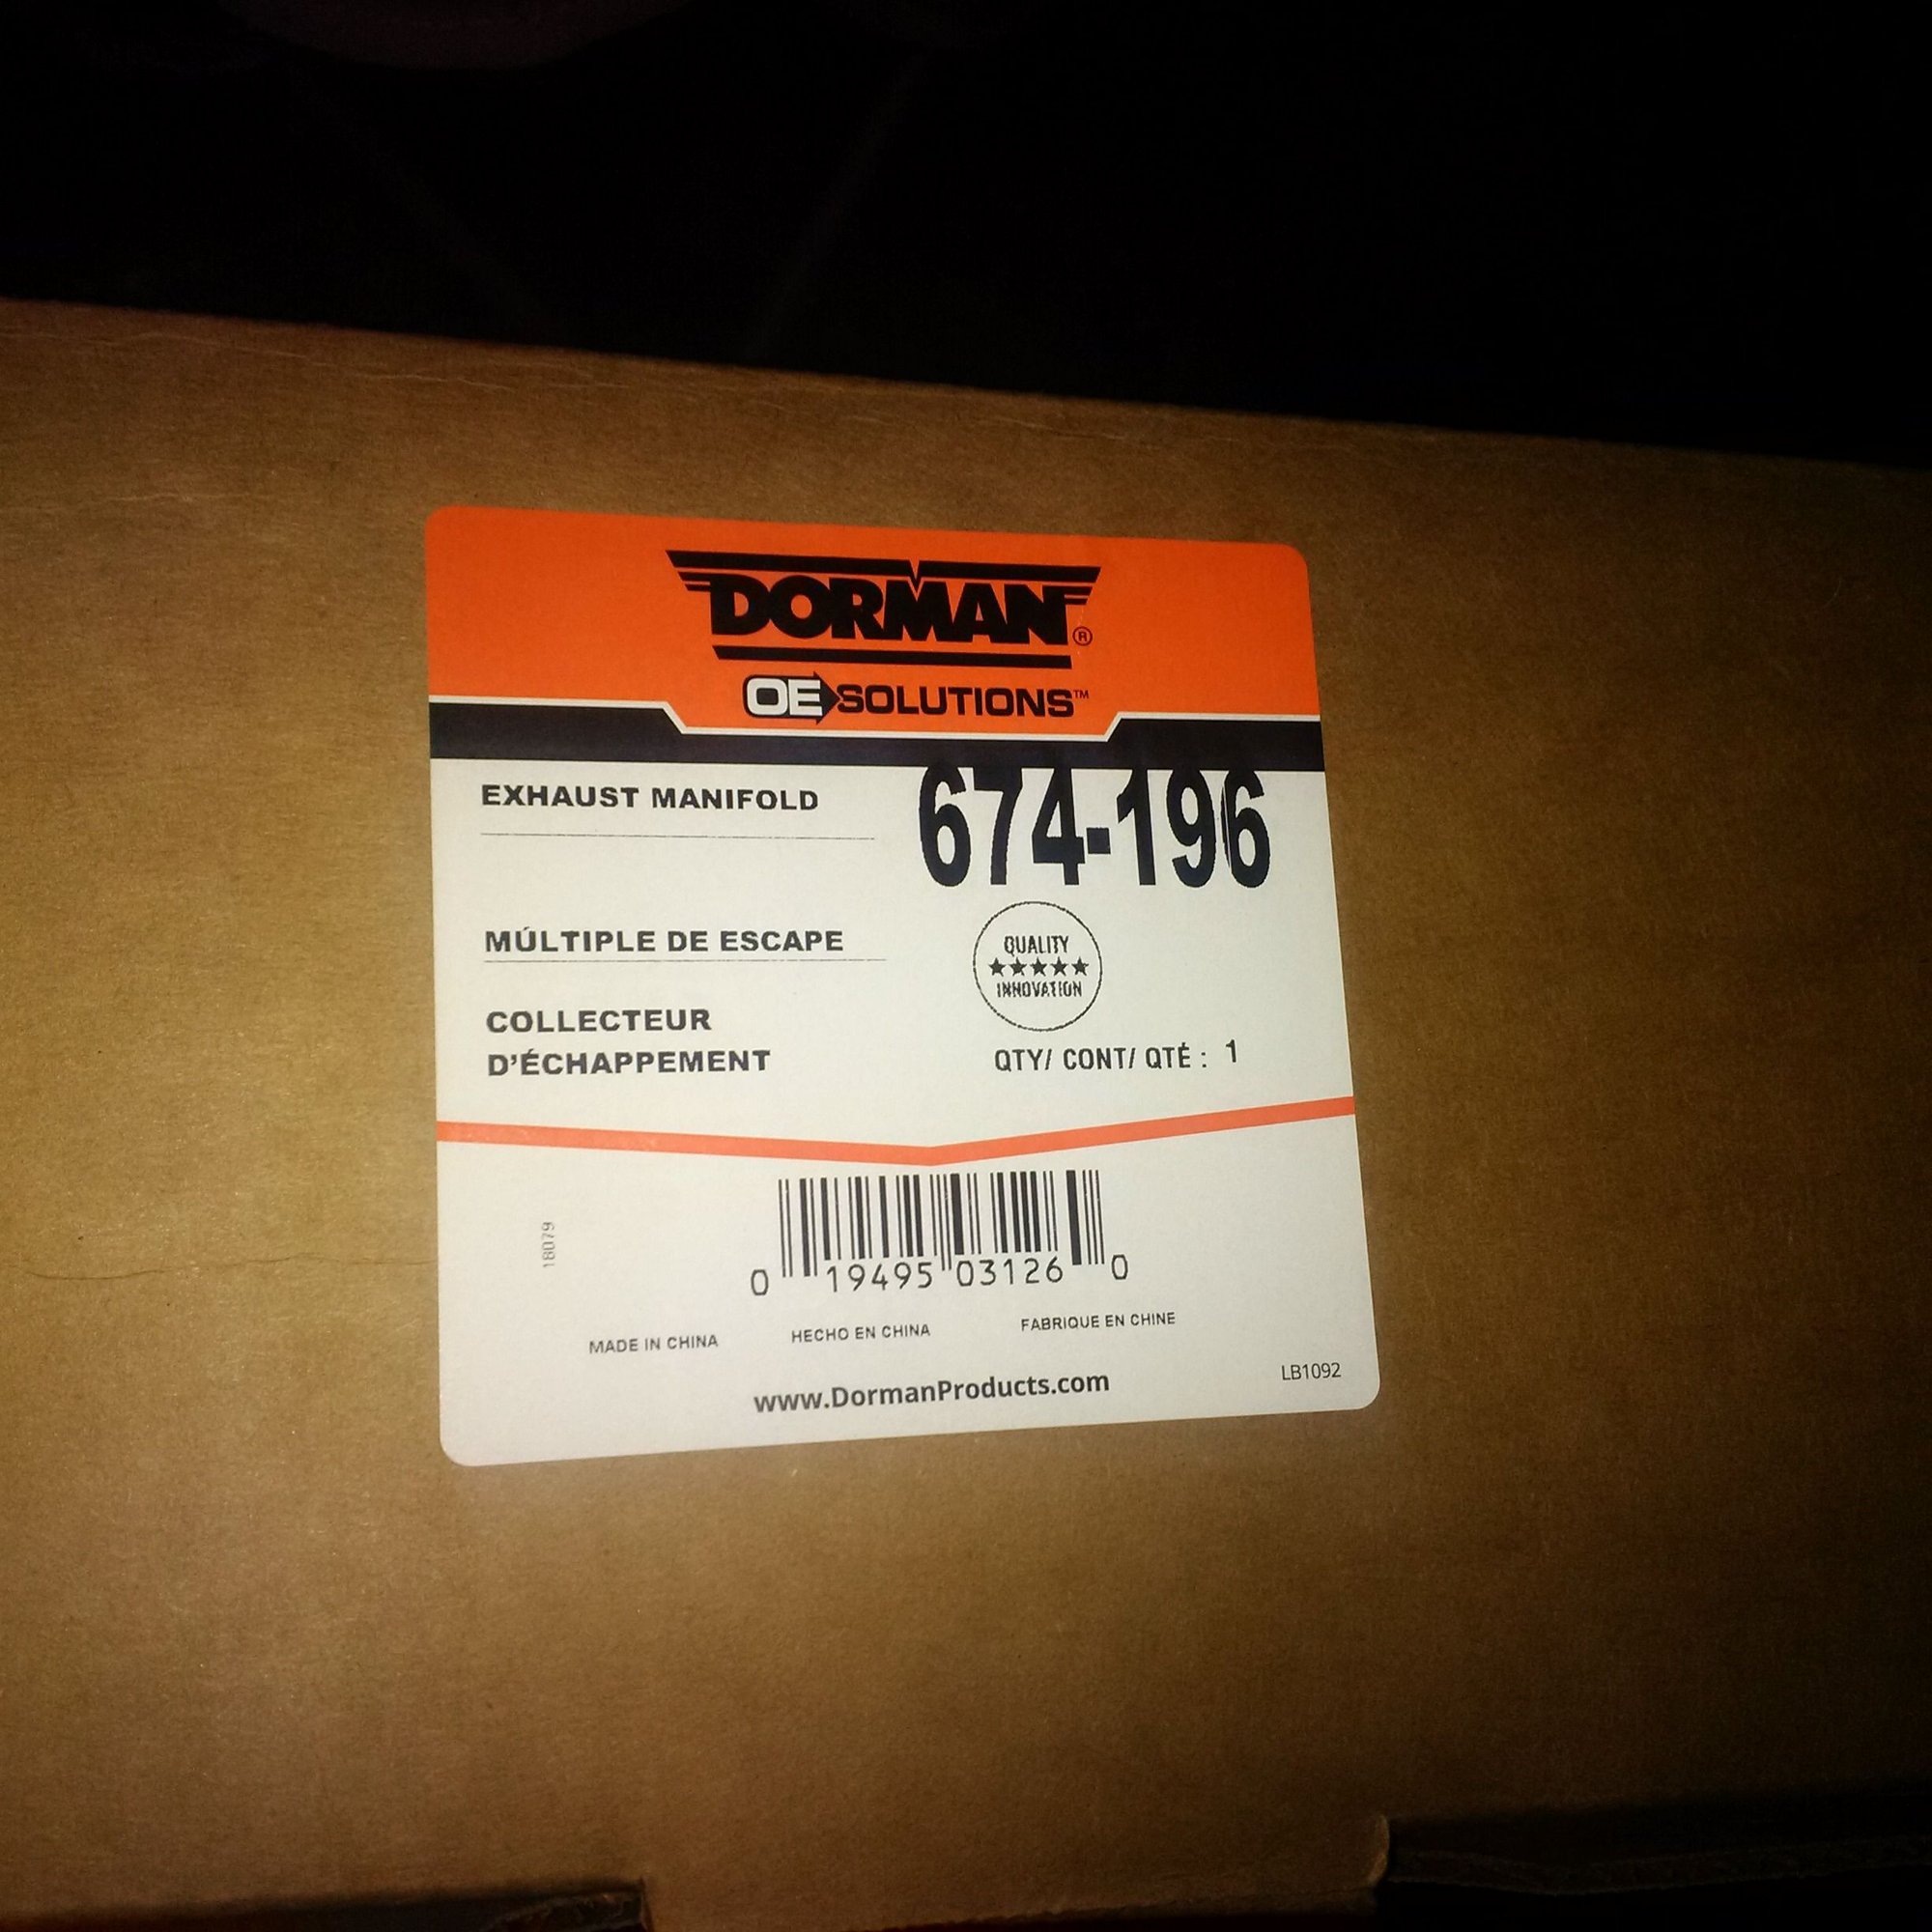 DORMAN®
OE SOLUTIONS™
EXHAUST MANIFOLD
674-196
MÚLTIPLE DE ESCAPE
QUALITY
★★★★★
INNOVATION
COLLECTEUR
D'ÉCHAPPEMENT
QTY/ CONT/ QTÉ : 1
18079
0 19495 03126 0
MADE IN CHINA
HECHO EN CHINA
FABRIQUE EN CHINE
www.DormanProducts.com
LB1092